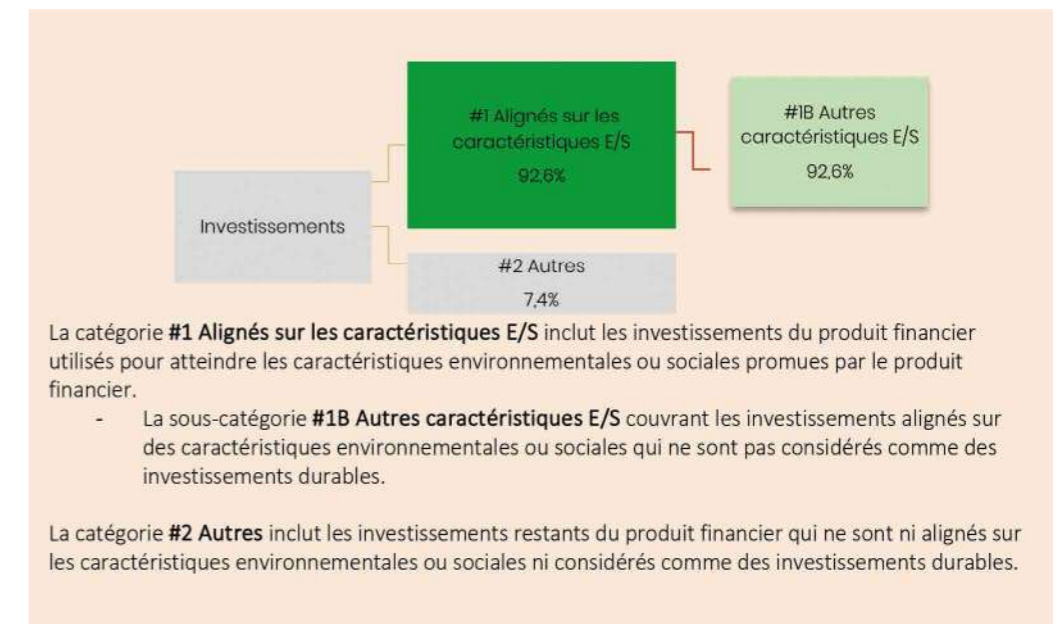 #1 Alignés sur les
caractéristiques E/S
92,6%
#1B Autres
caractéristiques E/S
92,6%
Investissements
#2 Autres
7,4%
La catégorie #1 Alignés sur les caractéristiques E/S inclut les investissements du produit financier
utilisés pour atteindre les caractéristiques environnementales ou sociales promues par le produit
financier.
- La sous-catégorie #1B Autres caractéristiques E/S couvrant les investissements alignés sur
des caractéristiques environnementales ou sociales qui ne sont pas considérés comme des
investissements durables.
La catégorie #2 Autres inclut les investissements restants du produit financier qui ne sont ni alignés sur
les caractéristiques environnementales ou sociales ni considérés comme des investissements durables.